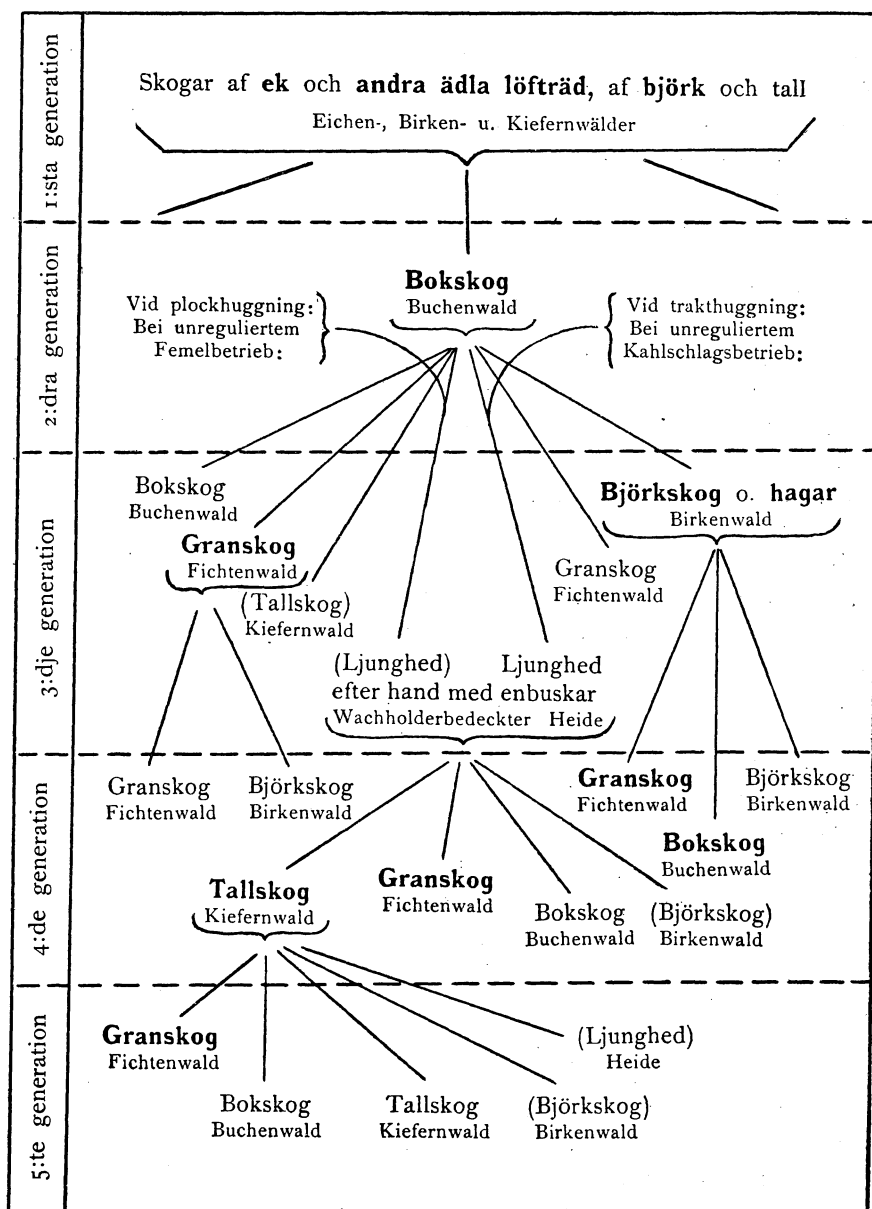 1:sta generation
Skogar af ek och andra ädla löfträd, af björk och tall
Eichen-, Birken- u. Kiefernwälder
2:dra generation
Bokskog
Buchenwald
Vid plockhuggning:
Bei unreguliertem
Femelbetrieb:
Vid trakthuggning:
Bei unreguliertem
Kahlschlagsbetrieb:
3:dje generation
Bokskog
Buchenwald
Granskog
Fichtenwald
(Tallskog)
Kiefernwald
(Ljunghed) Ljunghed
efter hand med enbuskar
Wachholderbedeckter Heide
Granskog
Fichtenwald
Björkskog o. hagar
Birkenwald
4:de generation
Granskog
Fichtenwald
Björkskog
Birkenwald
Tallskog
Kiefernwald
Granskog
Fichtenwald
Bokskog
Buchenwald
(Björkskog)
Birkenwald
Granskog
Fichtenwald
Bokskog
Buchenwald
Björkskog
Birkenwald
5:te generation
Granskog
Fichtenwald
Bokskog
Buchenwald
Tallskog
Kiefernwald
(Björkskog)
Birkenwald
(Ljunghed)
Heide